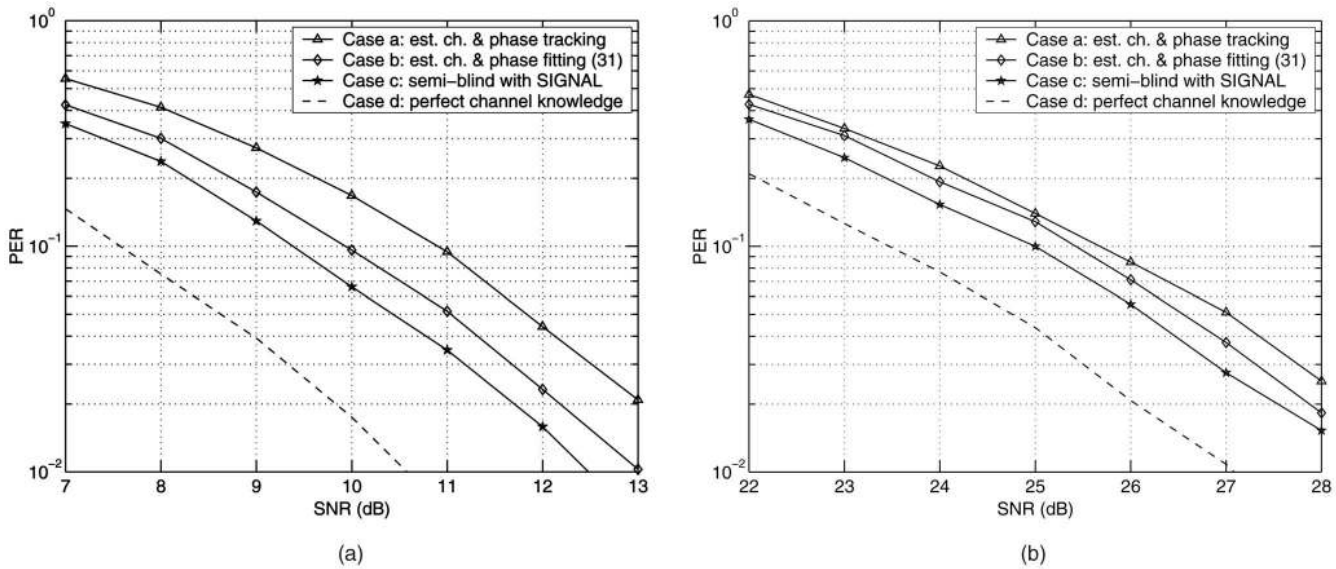 10^0
Case a: est. ch. & phase tracking
Case b: est. ch. & phase fitting (31)
Case c: semi-blind with SIGNAL
Case d: perfect channel knowledge
PER
10^-1
10^-2
7 8 9 10 11 12 13
SNR (dB)
(a)
10^0
Case a: est. ch. & phase tracking
Case b: est. ch. & phase fitting (31)
Case c: semi-blind with SIGNAL
Case d: perfect channel knowledge
PER
10^-1
10^-2
22 23 24 25 26 27 28
SNR (dB)
(b)